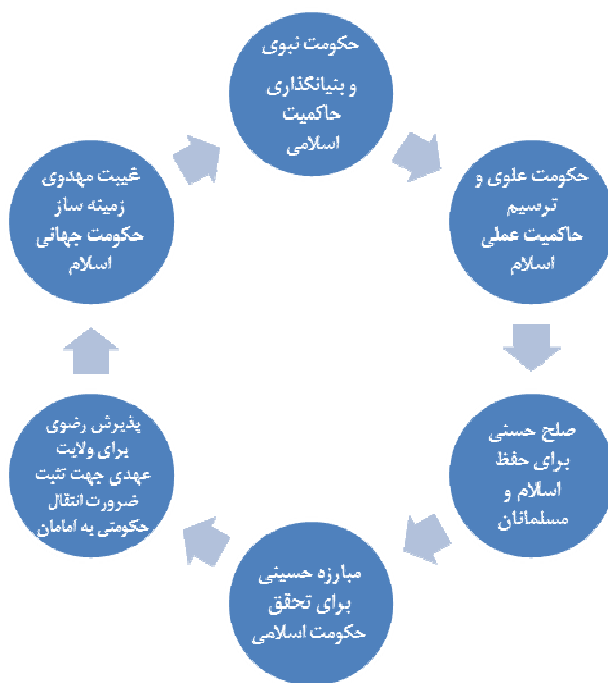 حکومت نبوی
و بنیانگذاری
حاکمیت
اسلامی
حکومت علوی و
ترسیم
حاکمیت عملی
اسلام
صلح حسنی
برای حفظ
اسلام و
مسلمانان
مبارزه حسینی
برای تحقق
حکومت اسلامی
پذیرش رضوی
برای ولایت
عهدی جهت تثبت
ضرورت انتقال
حکومتی به امامان
غیبت مهدوی
زمینه ساز
حکومت جهانی
اسلام